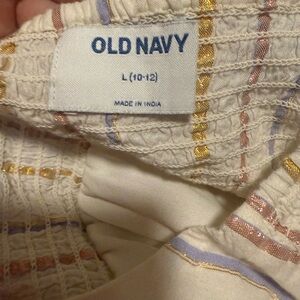 OLD NAVY
L (10-12)
MADE IN INDIA